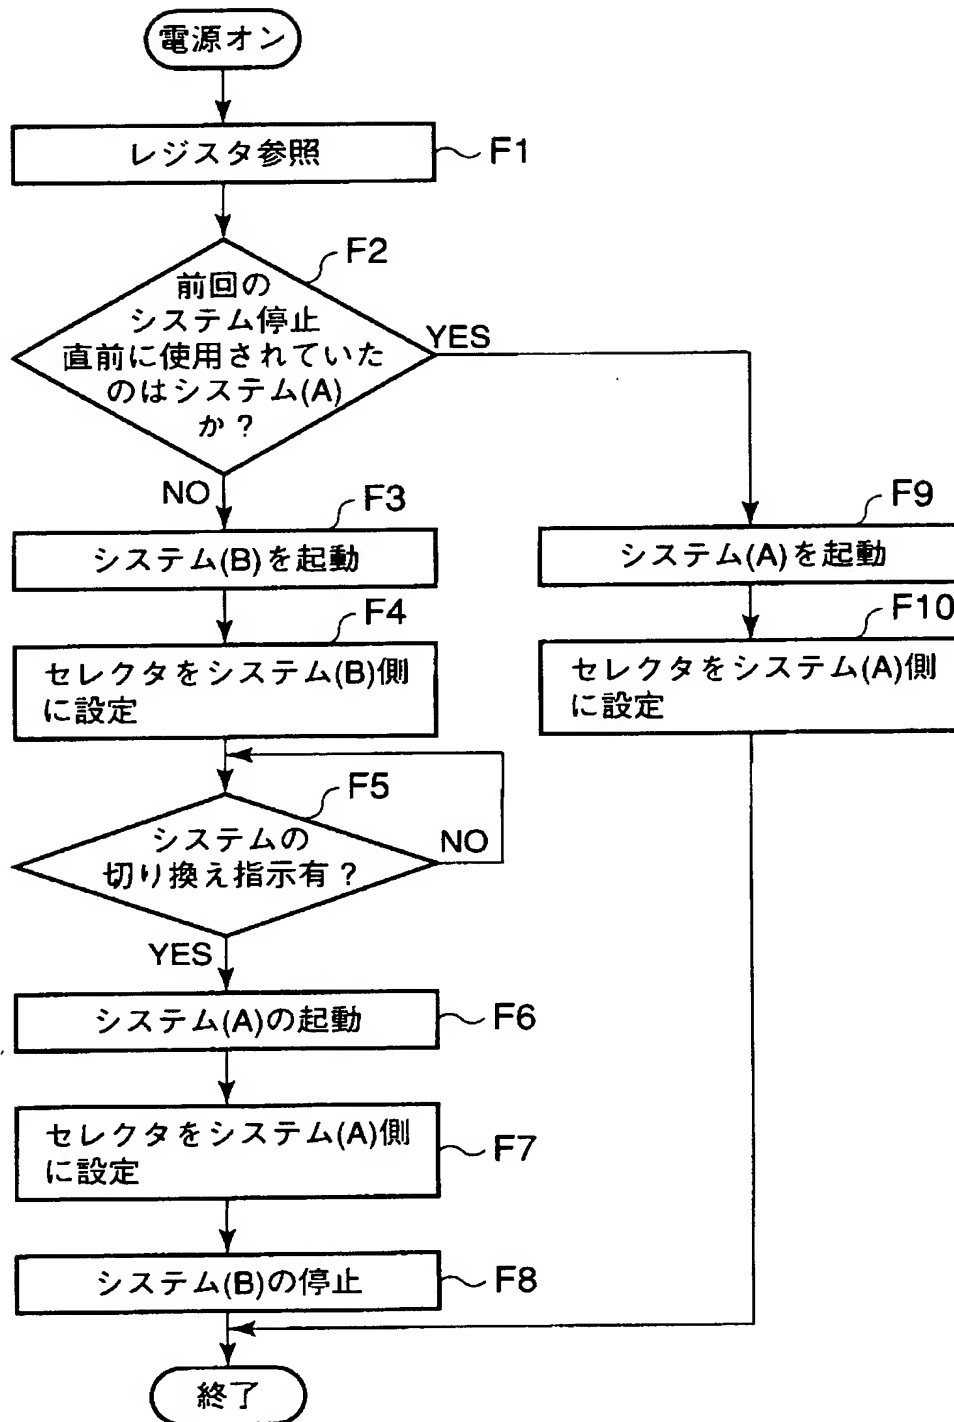 電源オン
レジスタ参照
F1
F2
前回の
システム停止
直前に使用されていた
のはシステム(A)
か?
YES
NO
F3
システム(B)を起動
F9
システム(A)を起動
F4
セレクタをシステム(B)側
に設定
F10
セレクタをシステム(A)側
に設定
F5
システムの
切り換え指示有?
NO
YES
システム(A)の起動
F6
セレクタをシステム(A)側
に設定
F7
システム(B)の停止
F8
終了